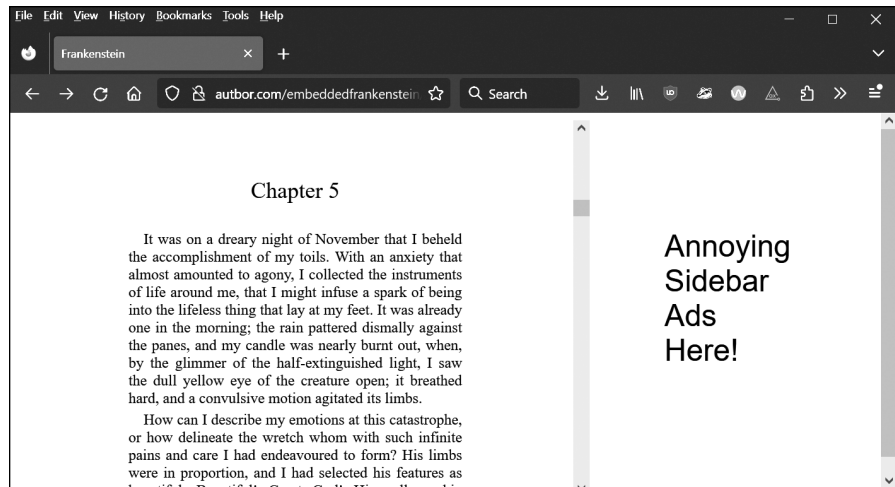 File Edit View History Bookmarks Tools Help
Frankenstein
autbor.com/embeddedfrankenstein
Search
Chapter 5
It was on a dreary night of November that I beheld
the accomplishment of my toils. With an anxiety that
almost amounted to agony, I collected the instruments
of life around me, that I might infuse a spark of being
into the lifeless thing that lay at my feet. It was already
one in the morning; the rain pattered dismally against
the panes, and my candle was nearly burnt out, when,
by the glimmer of the half-extinguished light, I saw
the dull yellow eye of the creature open; it breathed
hard, and a convulsive motion agitated its limbs.
How can I describe my emotions at this catastrophe,
or how delineate the wretch whom with such infinite
pains and care I had endeavoured to form? His limbs
were in proportion, and I had selected his features as
Annoying
Sidebar
Ads
Here!